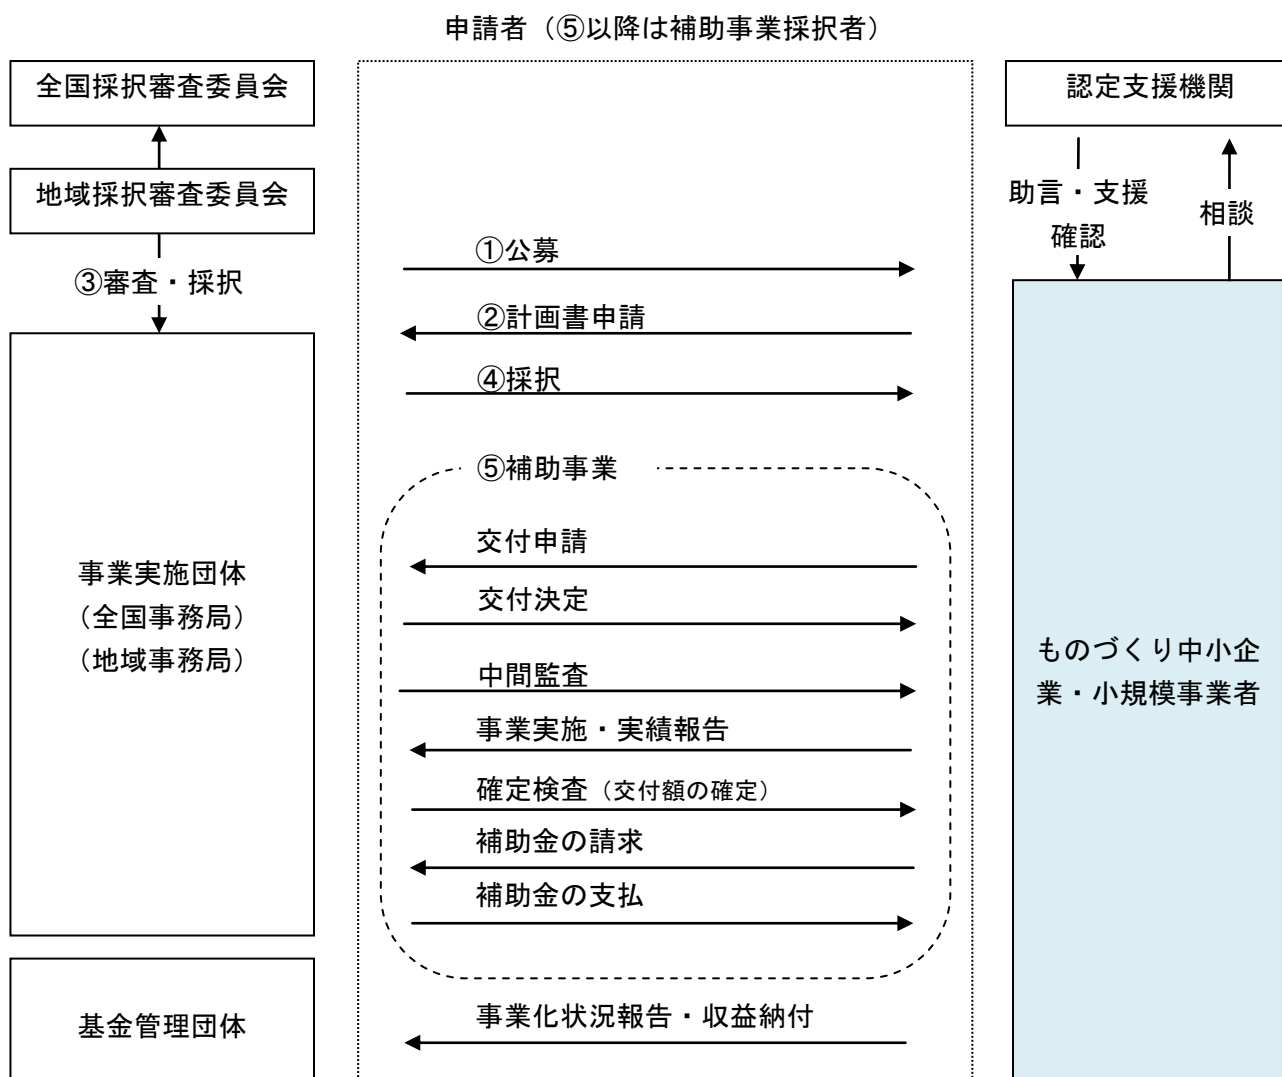 申請者（⑤以降は補助事業採択者）
全国採択審査委員会
地域採択審査委員会
③審査・採択
事業実施団体
（全国事務局）
（地域事務局）
基金管理団体
①公募
②計画書申請
④採択
⑤補助事業
交付申請
交付決定
中間監査
事業実施・実績報告
確定検査（交付額の確定）
補助金の請求
補助金の支払
事業化状況報告・収益納付
認定支援機関
助言・支援
確認
相談
ものづくり中小企
業・小規模事業者